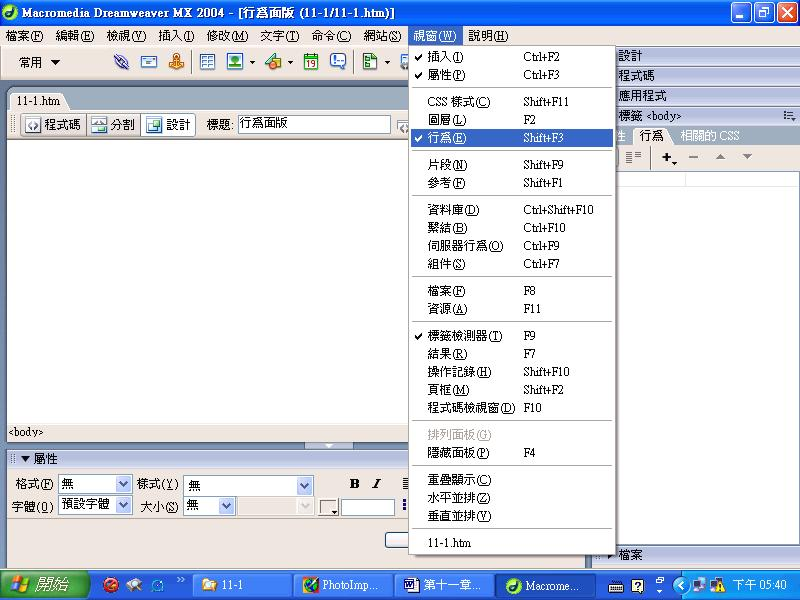 Macromedia Dreamweaver MX 2004 - [行為面版 (11-1/11-1.htm)]
檔案(F) 編輯(E) 檢視(V) 插入(I) 修改(M) 文字(T) 命令(C) 網站(S) 視窗(W) 說明(H)
常用
11-1.htm
程式碼 分割 設計 標題: 行為面版
插入(I) Ctrl+F2
屬性(P) Ctrl+F3
CSS 樣式(C) Shift+F11
圖層(L) F2
行為(E) Shift+F3
片段(N) Shift+F9
參考(F) Shift+F1
資料庫(D) Ctrl+Shift+F10
繫結(B) Ctrl+F10
伺服器行為(O) Ctrl+F9
組件(S) Ctrl+F7
檔案(F) F8
資源(A) F11
標籤檢測器(T) F9
結果(R) F7
操作記錄(H) Shift+F10
頁框(M) Shift+F2
程式碼檢視窗(D) F10
排列面板(G)
隱藏面板(P) F4
重疊顯示(C)
水平並排(Z)
垂直並排(V)
11-1.htm
設計
程式碼
應用程式
標籤 <body>
性 行為 相關的 CSS
檔案
<body>
屬性
格式(F) 無 樣式(Y) 無 B I
字體(O) 預設字體 大小(S) 無
開始 11-1 PhotoImp... 第十一章... Macrome... 下午 05:40